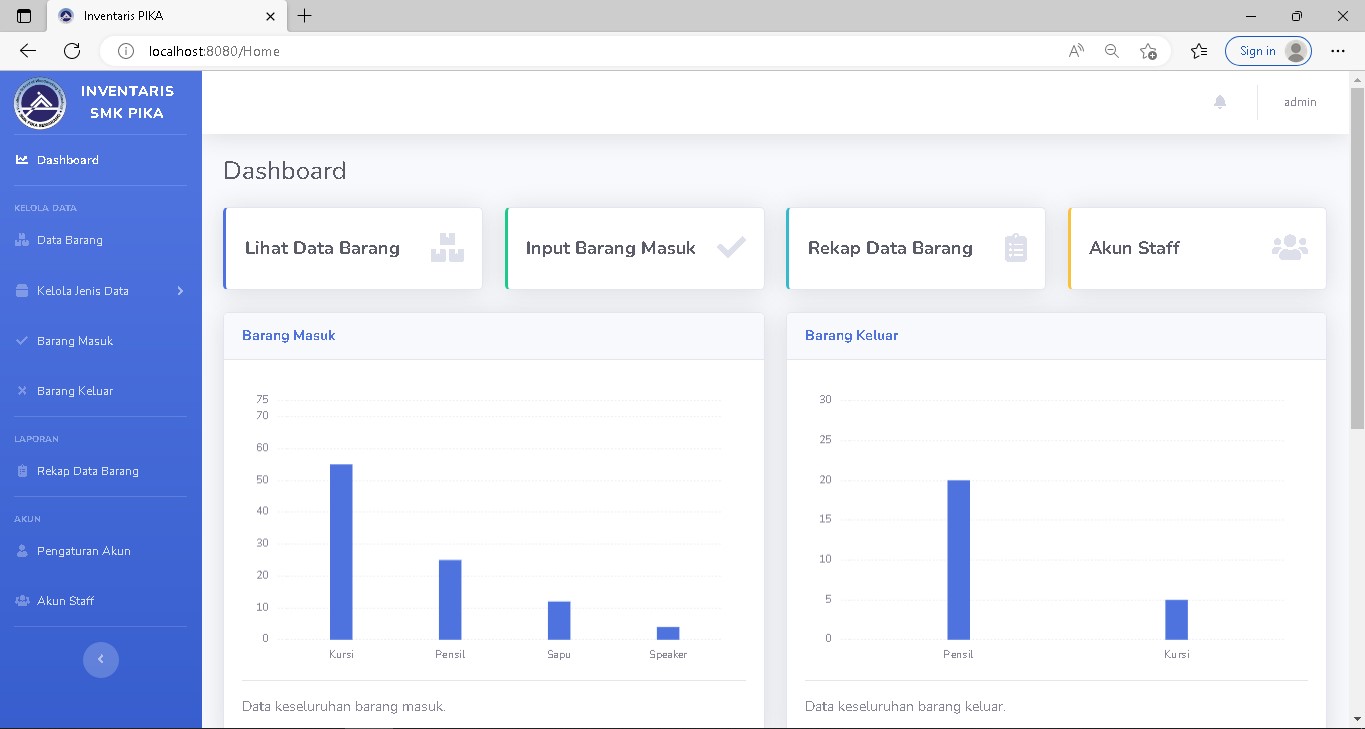 Inventaris PIKA
localhost:8080/Home
Sign in
INVENTARIS
SMK PIKA
admin
Dashboard
KELOLA DATA
Data Barang
Kelola Jenis Data
Barang Masuk
Barang Keluar
LAPORAN
Rekap Data Barang
AKUN
Pengaturan Akun
Akun Staff
Dashboard
Lihat Data Barang
Input Barang Masuk
Rekap Data Barang
Akun Staff
Barang Masuk
75
70
60
50
40
30
20
10
0
Kursi Pensil Sapu Speaker
Data keseluruhan barang masuk.
Barang Keluar
30
25
20
15
10
5
0
Pensil Kursi
Data keseluruhan barang keluar.